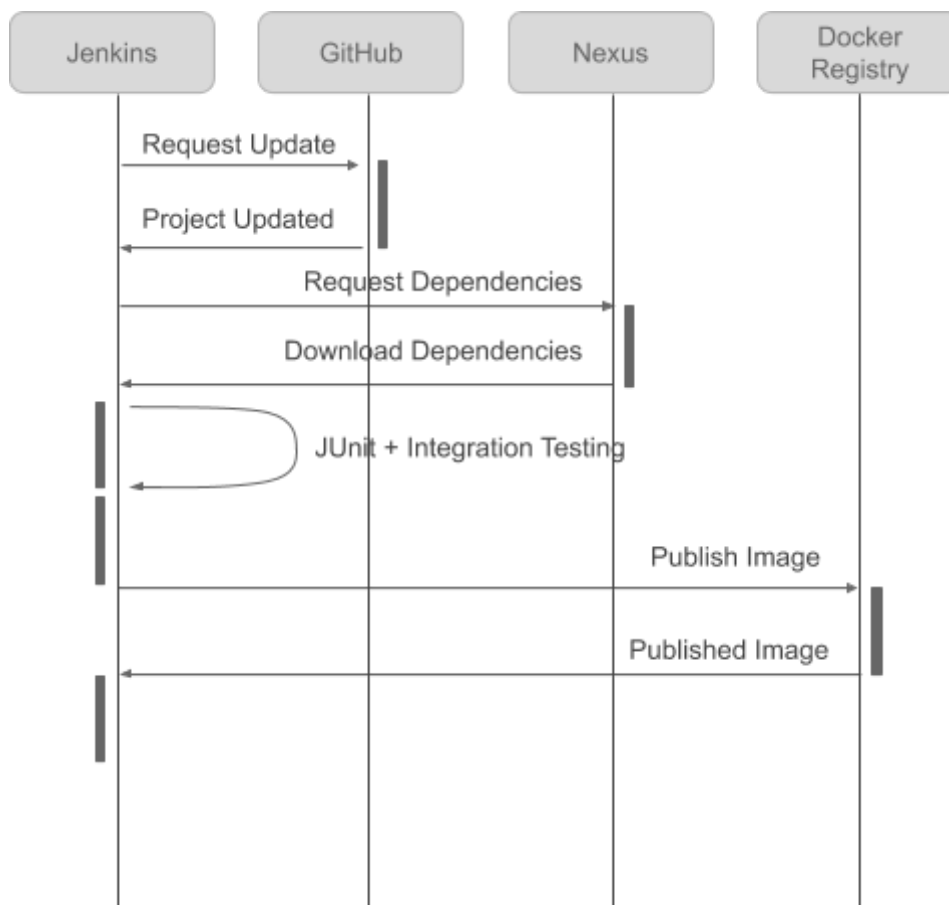 Jenkins
GitHub
Nexus
Docker
Registry
Request Update
Project Updated
Request Dependencies
Download Dependencies
JUnit + Integration Testing
Publish Image
Published Image